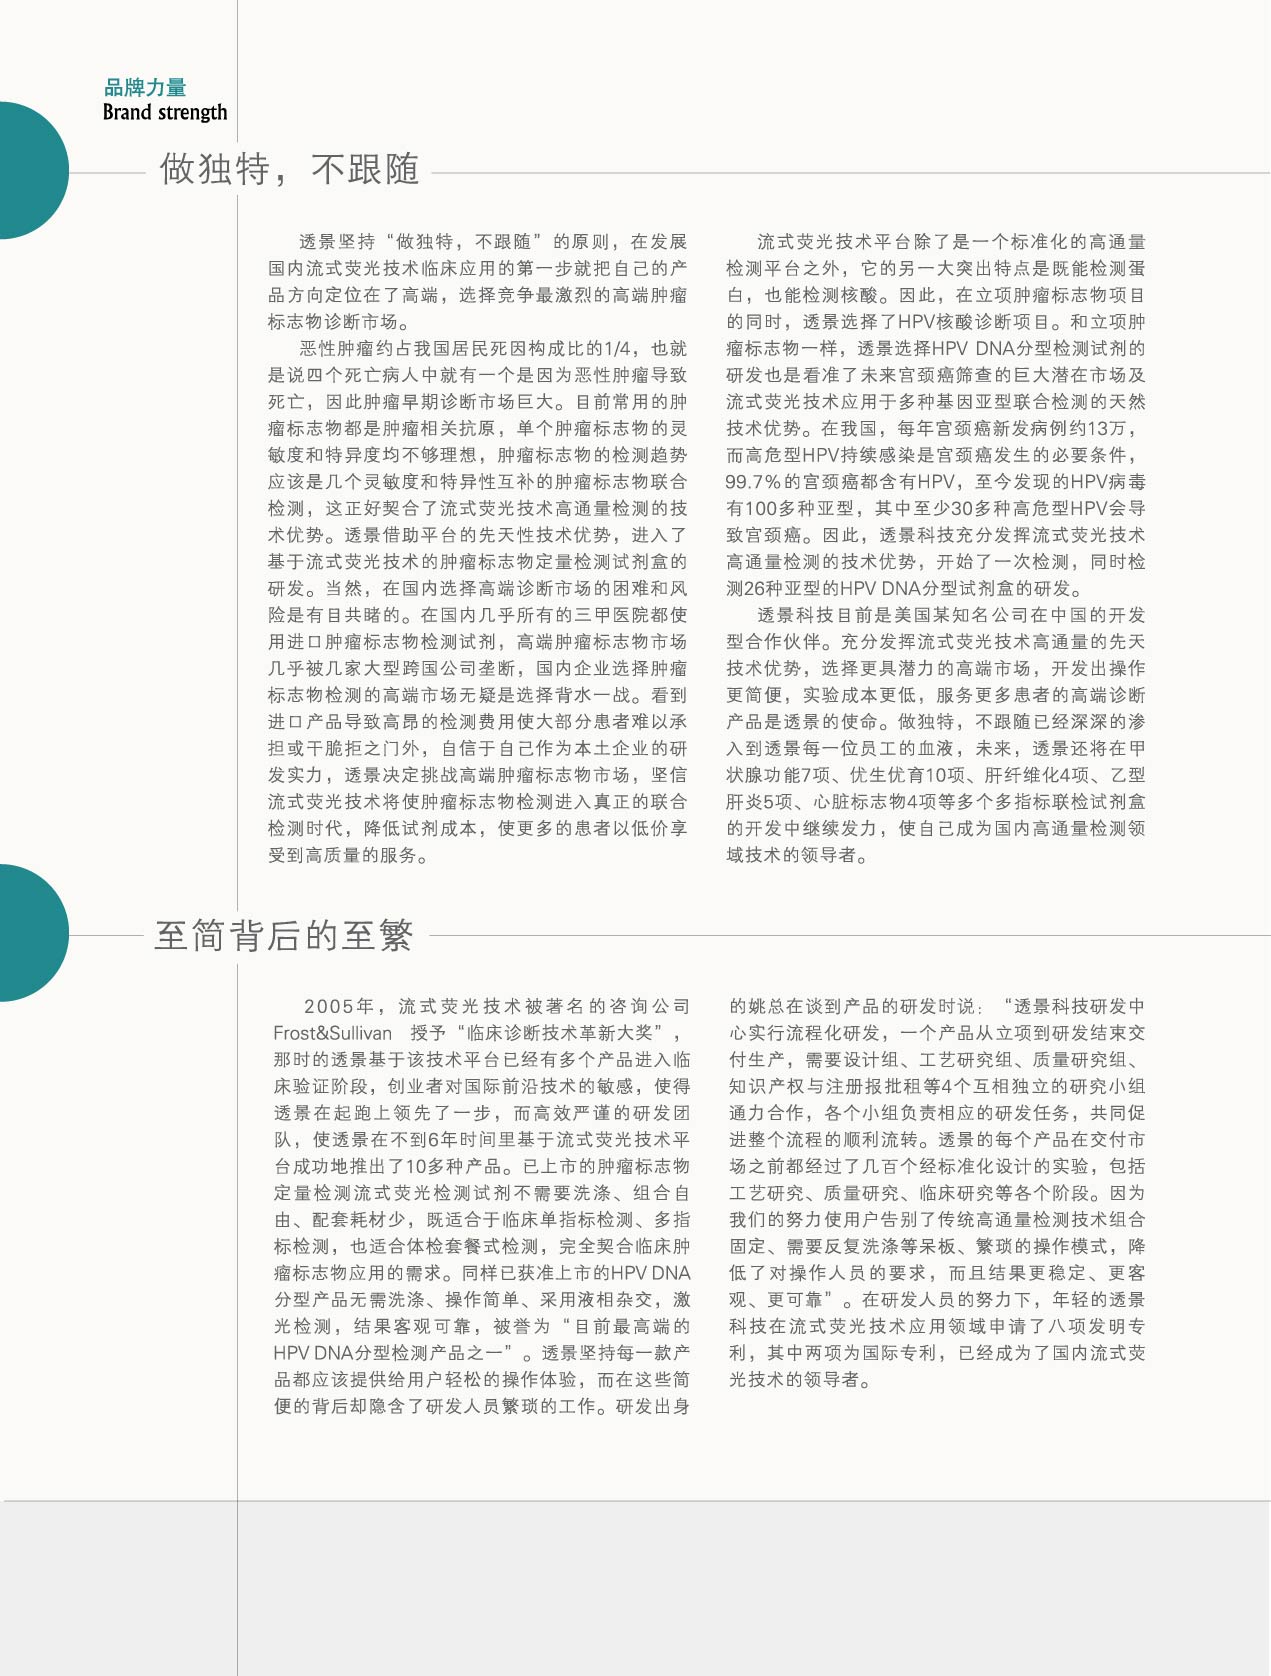 品牌力量
Brand strength
做独特，不跟随
透景坚持“做独特，不跟随”的原则，在发展
国内流式荧光技术临床应用的第一步就把自己的产
品方向定位在了高端，选择竞争最激烈的高端肿瘤
标志物诊断市场。
恶性肿瘤约占我国居民死因构成比的1/4，也就
是说四个死亡病人中就有一个是因为恶性肿瘤导致
死亡，因此肿瘤早期诊断市场巨大。目前常用的肿
瘤标志物都是肿瘤相关抗原，单个肿瘤标志物的灵
敏度和特异度均不够理想，肿瘤标志物的检测趋势
应该是几个灵敏度和特异性互补的肿瘤标志物联合
检测，这正好契合了流式荧光技术高通量检测的技
术优势。透景借助平台的先天性技术优势，进入了
基于流式荧光技术的肿瘤标志物定量检测试剂盒的
研发。当然，在国内选择高端诊断市场的困难和风
险是有目共睹的。在国内几乎所有的三甲医院都使
用进口肿瘤标志物检测试剂，高端肿瘤标志物市场
几乎被几家大型跨国公司垄断，国内企业选择肿瘤
标志物检测的高端市场无疑是选择背水一战。看到
进口产品导致高昂的检测费用使大部分患者难以承
担或干脆拒之门外，自信于自己作为本土企业的研
发实力，透景决定挑战高端肿瘤标志物市场，坚信
流式荧光技术将使肿瘤标志物检测进入真正的联合
检测时代，降低试剂成本，使更多的患者以低价享
受到高质量的服务。
流式荧光技术平台除了是一个标准化的高通量
检测平台之外，它的另一大突出特点是既能检测蛋
白，也能检测核酸。因此，在立项肿瘤标志物项目
的同时，透景选择了HPV核酸诊断项目。和立项肿
瘤标志物一样，透景选择HPV DNA分型检测试剂的
研发也是看准了未来宫颈癌筛查的巨大潜在市场及
流式荧光技术应用于多种基因亚型联合检测的天然
技术优势。在我国，每年宫颈癌新发病例约13万，
而高危型HPV持续感染是宫颈癌发生的必要条件，
99.7%的宫颈癌都含有HPV，至今发现的HPV病毒
有100多种亚型，其中至少30多种高危型HPV会导
致宫颈癌。因此，透景科技充分发挥流式荧光技术
高通量检测的技术优势，开始了一次检测，同时检
测26种亚型的HPV DNA分型试剂盒的研发。
透景科技目前是美国某知名公司在中国的开发
型合作伙伴。充分发挥流式荧光技术高通量的先天
技术优势，选择更具潜力的高端市场，开发出操作
更简便，实验成本更低，服务更多患者的高端诊断
产品是透景的使命。做独特，不跟随已经深深的渗
入到透景每一位员工的血液，未来，透景还将在甲
状腺功能7项、优生优育10项、肝纤维化4项、乙型
肝炎5项、心脏标志物4项等多个多指标联检试剂盒
的开发中继续发力，使自己成为国内高通量检测领
域技术的领导者。
至简背后的至繁
2005年，流式荧光技术被著名的咨询公司
Frost&Sullivan 授予“临床诊断技术革新大奖”，
那时的透景基于该技术平台已经有多个产品进入临
床验证阶段，创业者对国际前沿技术的敏感，使得
透景在起跑上领先了一步，而高效严谨的研发团
队，使透景在不到6年时间里基于流式荧光技术平
台成功地推出了10多种产品。已上市的肿瘤标志物
定量检测流式荧光检测试剂不需要洗涤、组合自
由、配套耗材少，既适合于临床单指标检测、多指
标检测，也适合体检套餐式检测，完全契合临床肿
瘤标志物应用的需求。同样已获准上市的HPV DNA
分型产品无需洗涤、操作简单、采用液相杂交，激
光检测，结果客观可靠，被誉为“目前最高端的
HPV DNA分型检测产品之一”。透景坚持每一款产
品都应该提供给用户轻松的操作体验，而在这些简
便的背后却隐含了研发人员繁琐的工作。研发出身
的姚总在谈到产品的研发时说：“透景科技研发中
心实行流程化研发，一个产品从立项到研发结束交
付生产，需要设计组、工艺研究组、质量研究组、
知识产权与注册报批租等4个互相独立的研究小组
通力合作，各个小组负责相应的研发任务，共同促
进整个流程的顺利流转。透景的每个产品在交付市
场之前都经过了几百个经标准化设计的实验，包括
工艺研究、质量研究、临床研究等各个阶段。因为
我们的努力使用户告别了传统高通量检测技术组合
固定、需要反复洗涤等呆板、繁琐的操作模式，降
低了对操作人员的要求，而且结果更稳定、更客
观、更可靠”。在研发人员的努力下，年轻的透景
科技在流式荧光技术应用领域申请了八项发明专
利，其中两项为国际专利，已经成为了国内流式荧
光技术的领导者。